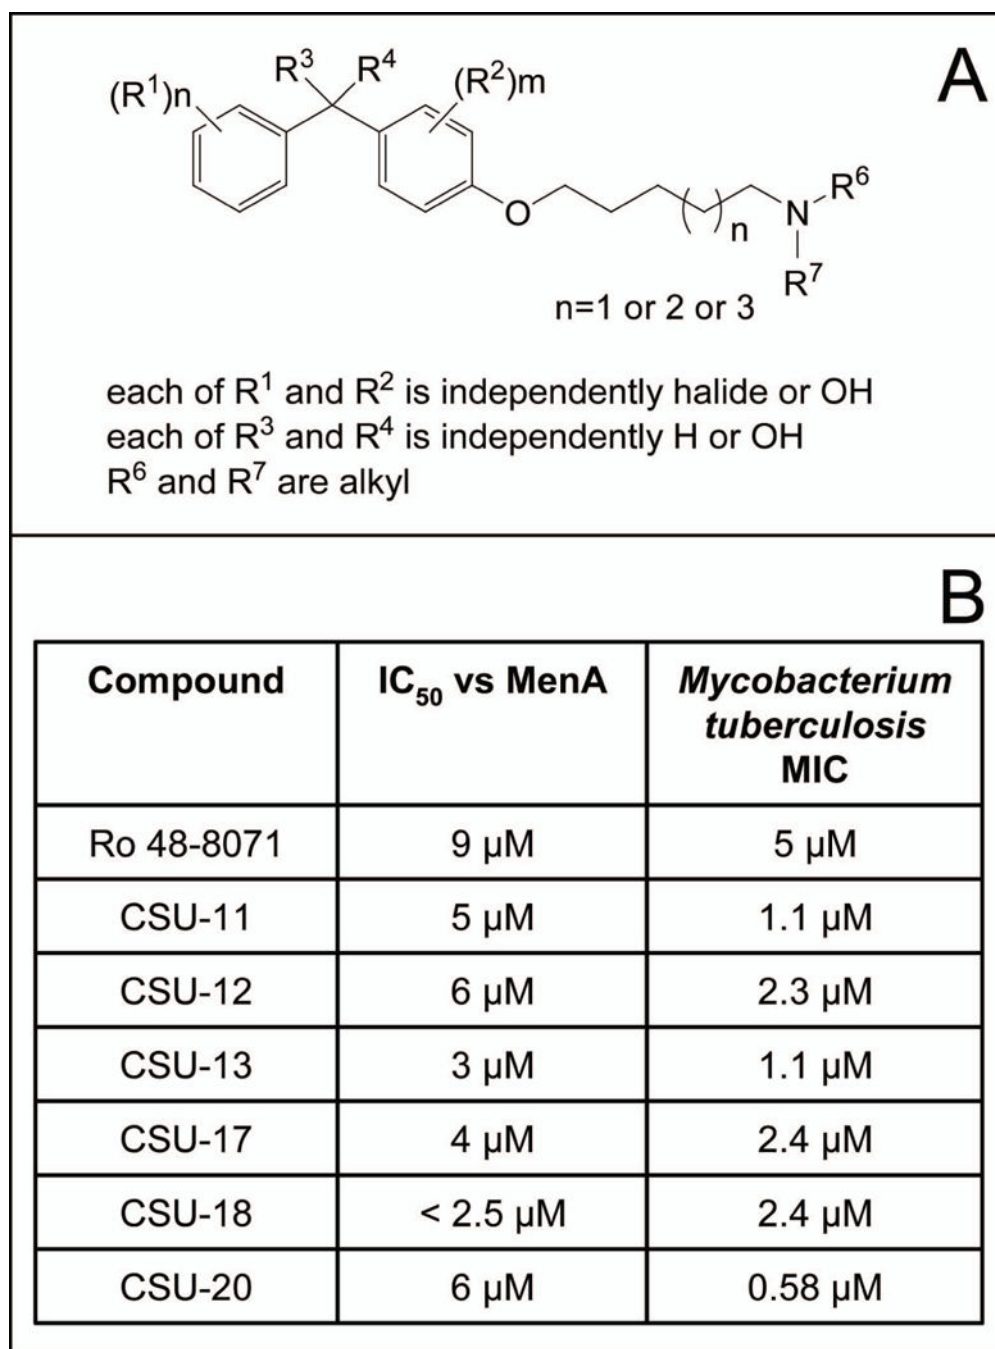 A
(R¹)n R³ R⁴ (R²)m
O n N R⁶
R⁷
n=1 or 2 or 3
each of R¹ and R² is independently halide or OH
each of R³ and R⁴ is independently H or OH
R⁶ and R⁷ are alkyl
B
Compound IC₅₀ vs MenA Mycobacterium
tuberculosis
MIC
Ro 48-8071 9 µM 5 µM
CSU-11 5 µM 1.1 µM
CSU-12 6 µM 2.3 µM
CSU-13 3 µM 1.1 µM
CSU-17 4 µM 2.4 µM
CSU-18 < 2.5 µM 2.4 µM
CSU-20 6 µM 0.58 µM